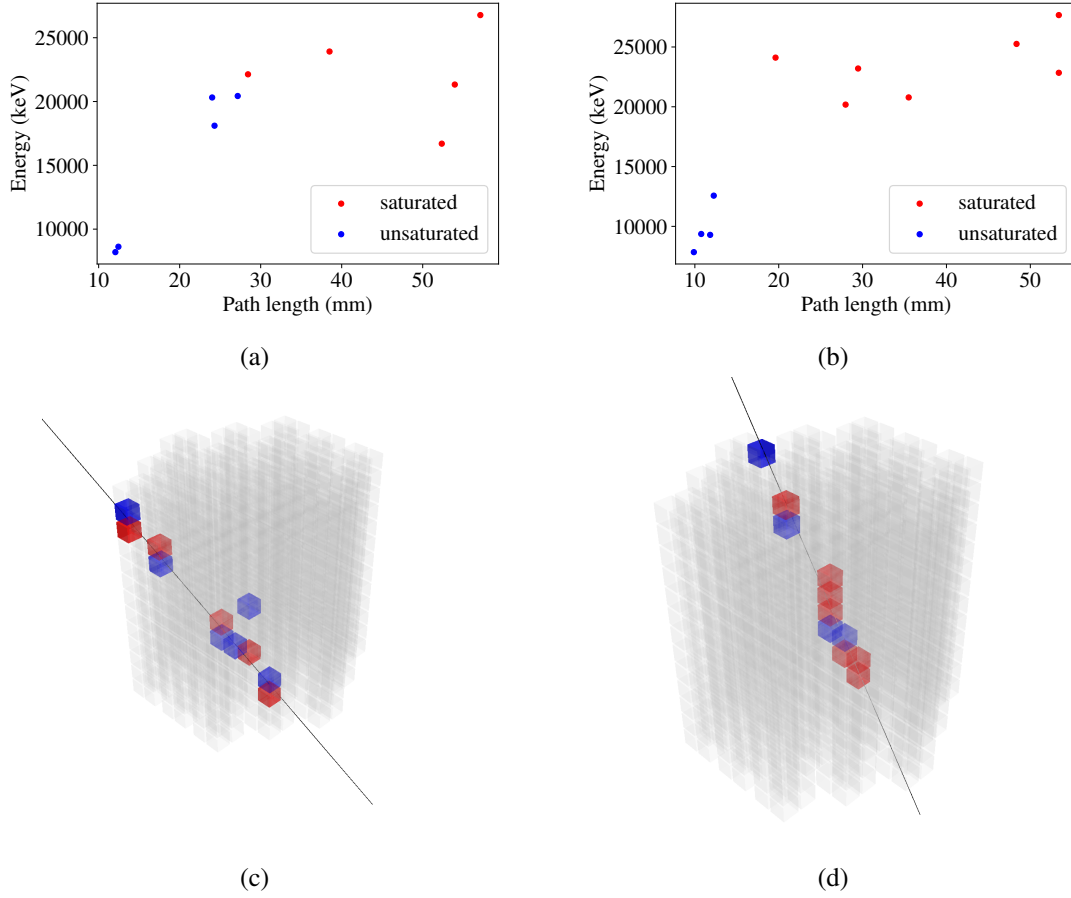 25000
20000
15000
10000
Energy (keV)
10 20 30 40 50
Path length (mm)
saturated
unsaturated
(a)
25000
20000
15000
10000
Energy (keV)
10 20 30 40 50
Path length (mm)
saturated
unsaturated
(b)
(c)
(d)